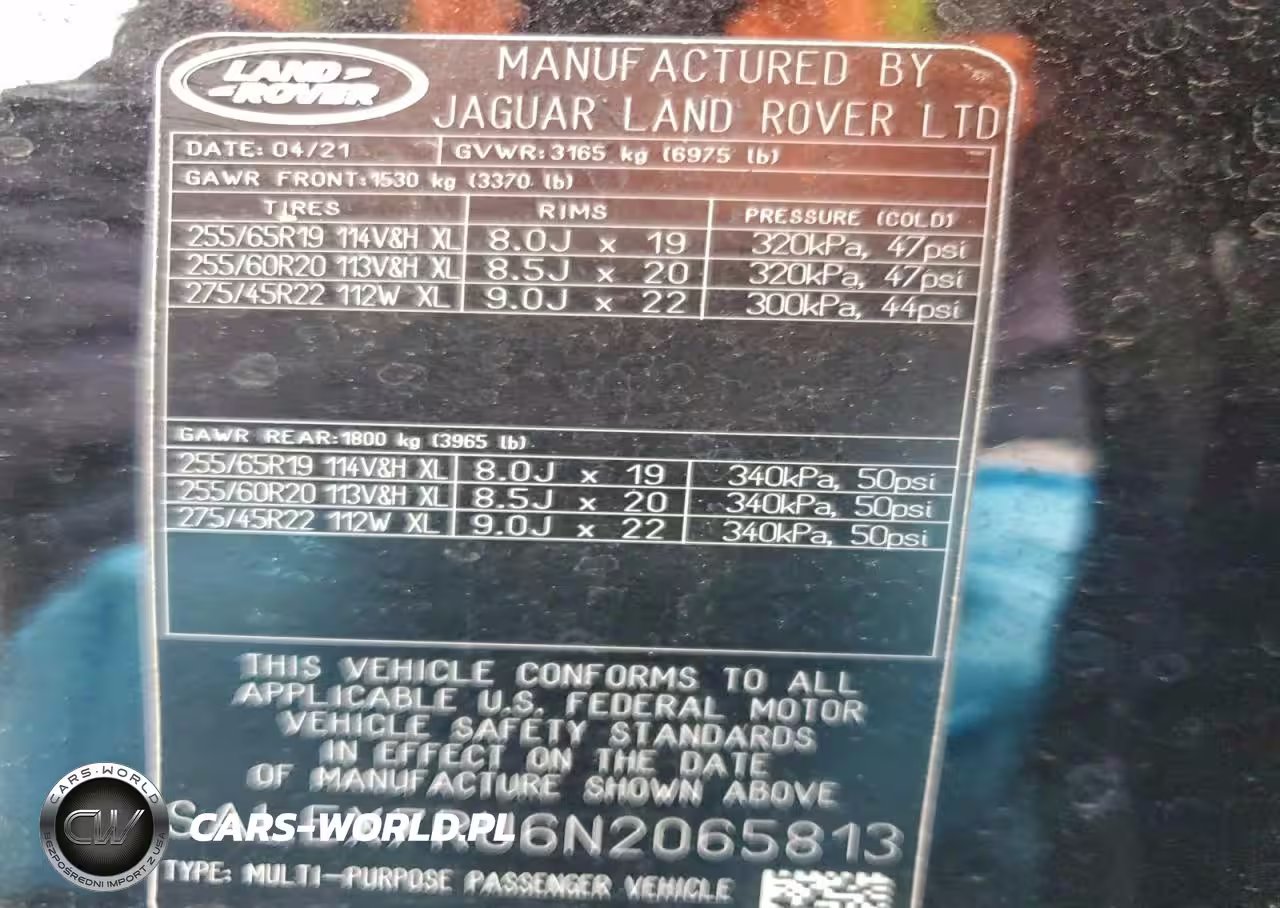 LAND-
-ROVER
MANUFACTURED BY
JAGUAR LAND ROVER LTD
DATE: 04/21 GVWR: 3165 kg (6975 lb)
GAWR FRONT: 1530 kg (3370 lb)
TIRES RIMS PRESSURE (COLD)
255/65R19 114V&H XL 8.0J x 19 320kPa, 47psi
255/60R20 113V&H XL 8.5J x 20 320kPa, 47psi
275/45R22 112W XL 9.0J x 22 300kPa, 44psi
GAWR REAR: 1800 kg (3965 lb)
255/65R19 114V&H XL 8.0J x 19 340kPa, 50psi
255/60R20 113V&H XL 8.5J x 20 340kPa, 50psi
275/45R22 112W XL 9.0J x 22 340kPa, 50psi
THIS VEHICLE CONFORMS TO ALL
APPLICABLE U.S. FEDERAL MOTOR
VEHICLE SAFETY STANDARDS
IN EFFECT ON THE DATE
OF MANUFACTURE SHOWN ABOVE
TYPE: MULTI-PURPOSE PASSENGER VEHICLE
CARS-WORLD
CW
BEZPOŚREDNI IMPORT Z USA
CARS-WORLD.PL